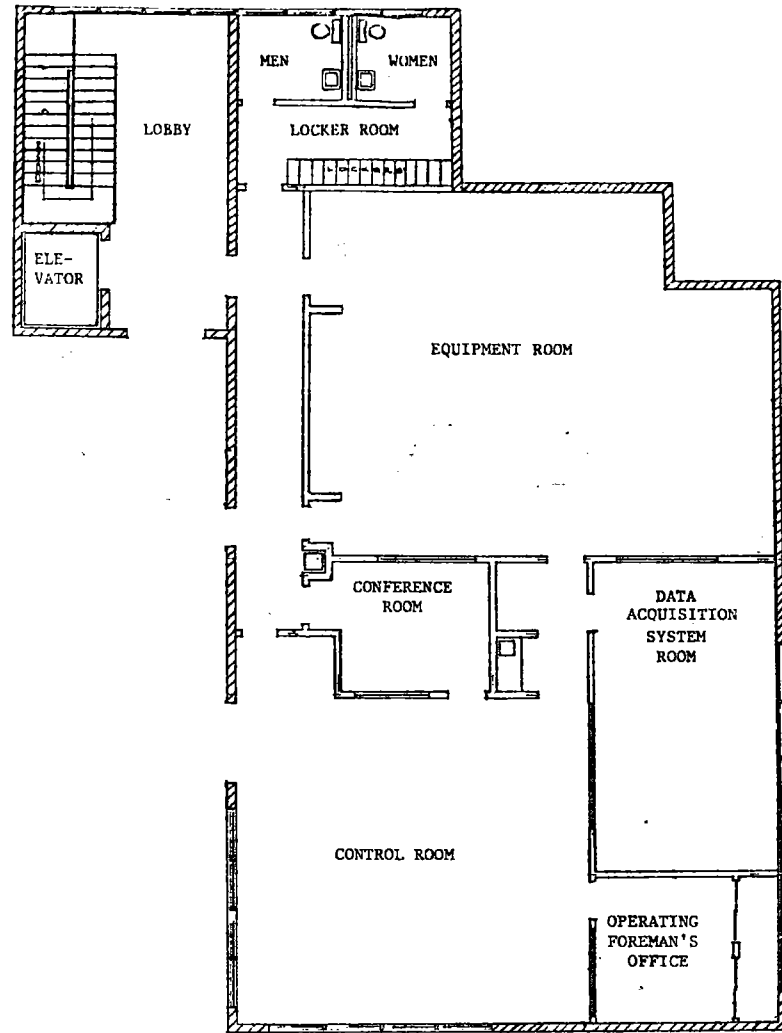 MEN
WOMEN
LOBBY
LOCKER ROOM
LOCKERS
ELE-
VATOR
EQUIPMENT ROOM
CONFERENCE
ROOM
DATA
ACQUISITION
SYSTEM
ROOM
CONTROL ROOM
OPERATING
FOREMAN'S
OFFICE